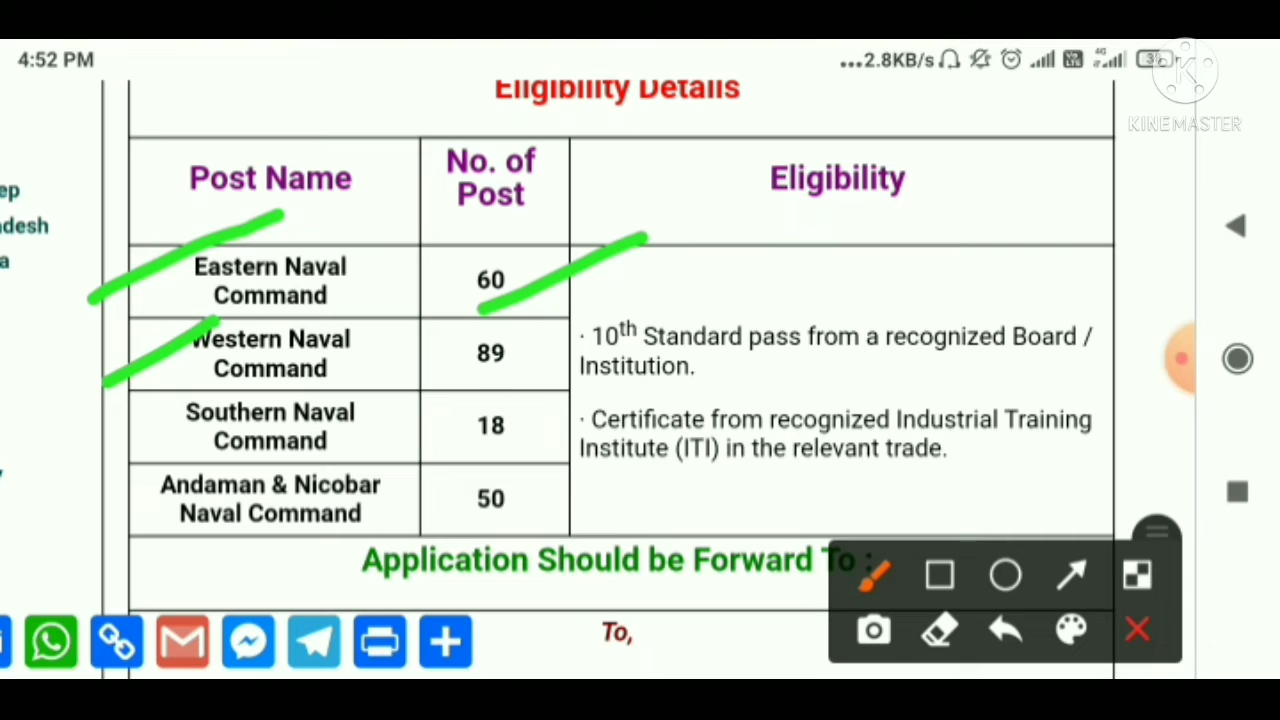 4:52 PM
...2.8KB/s
4G
KINEMASTER
Eligibility Details
ep
adesh
a
Post Name
No. of
Post
Eligibility
Eastern Naval
Command
60
Western Naval
Command
89
· 10th Standard pass from a recognized Board /
Institution.
Southern Naval
Command
18
· Certificate from recognized Industrial Training
Institute (ITI) in the relevant trade.
Andaman & Nicobar
Naval Command
50
Application Should be Forward To :
To,